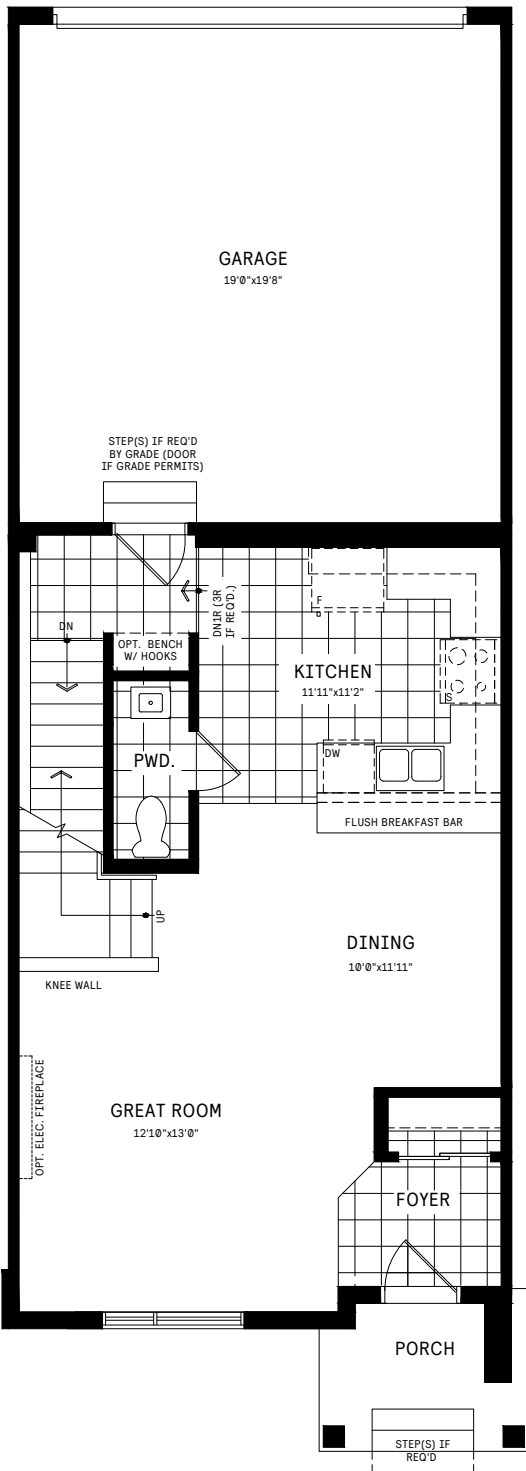 GARAGE
19'0"x19'8"
STEP(S) IF REQ'D
BY GRADE (DOOR
IF GRADE PERMITS)
DN
DN1R (3R
IF REQ'D.)
OPT. BENCH
W/ HOOKS
F
KITCHEN
11'11"x11'2"
S
PWD.
DW
FLUSH BREAKFAST BAR
UP
DINING
10'0"x11'11"
KNEE WALL
OPT. ELEC. FIREPLACE
GREAT ROOM
12'10"x13'0"
FOYER
PORCH
STEP(S) IF
REQ'D